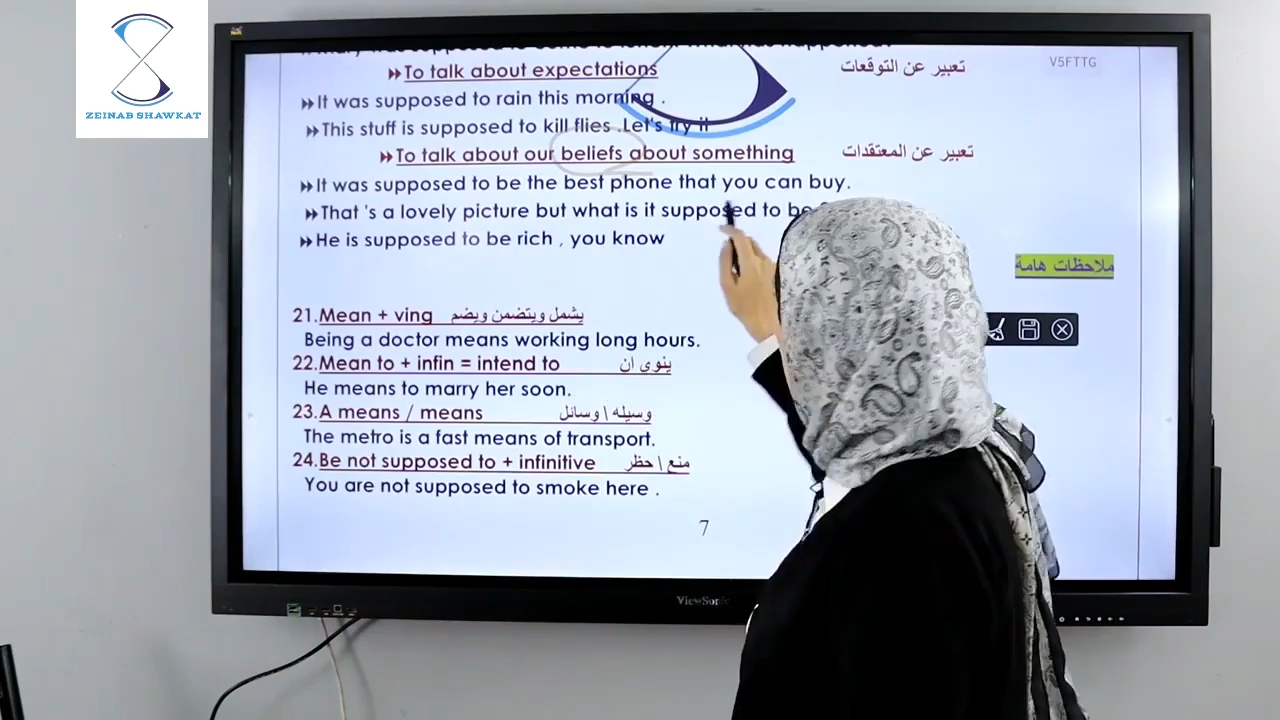 ZEINAB SHAWKAT
V5FTTG
To talk about expectations تعبير عن التوقعات
It was supposed to rain this morning .
This stuff is supposed to kill flies .Let's try it
To talk about our beliefs about something تعبير عن المعتقدات
It was supposed to be the best phone that you can buy.
That 's a lovely picture but what is it supposed to be
He is supposed to be rich , you know
ملاحظات هامة
21.Mean + ving يشمل ويتضمن ويضم
Being a doctor means working long hours.
22.Mean to + infin = intend to ينوى ان
He means to marry her soon.
23.A means / means وسيله \ وسائل
The metro is a fast means of transport.
24.Be not supposed to + infinitive منع \ حظر
You are not supposed to smoke here .
7
ViewSonic